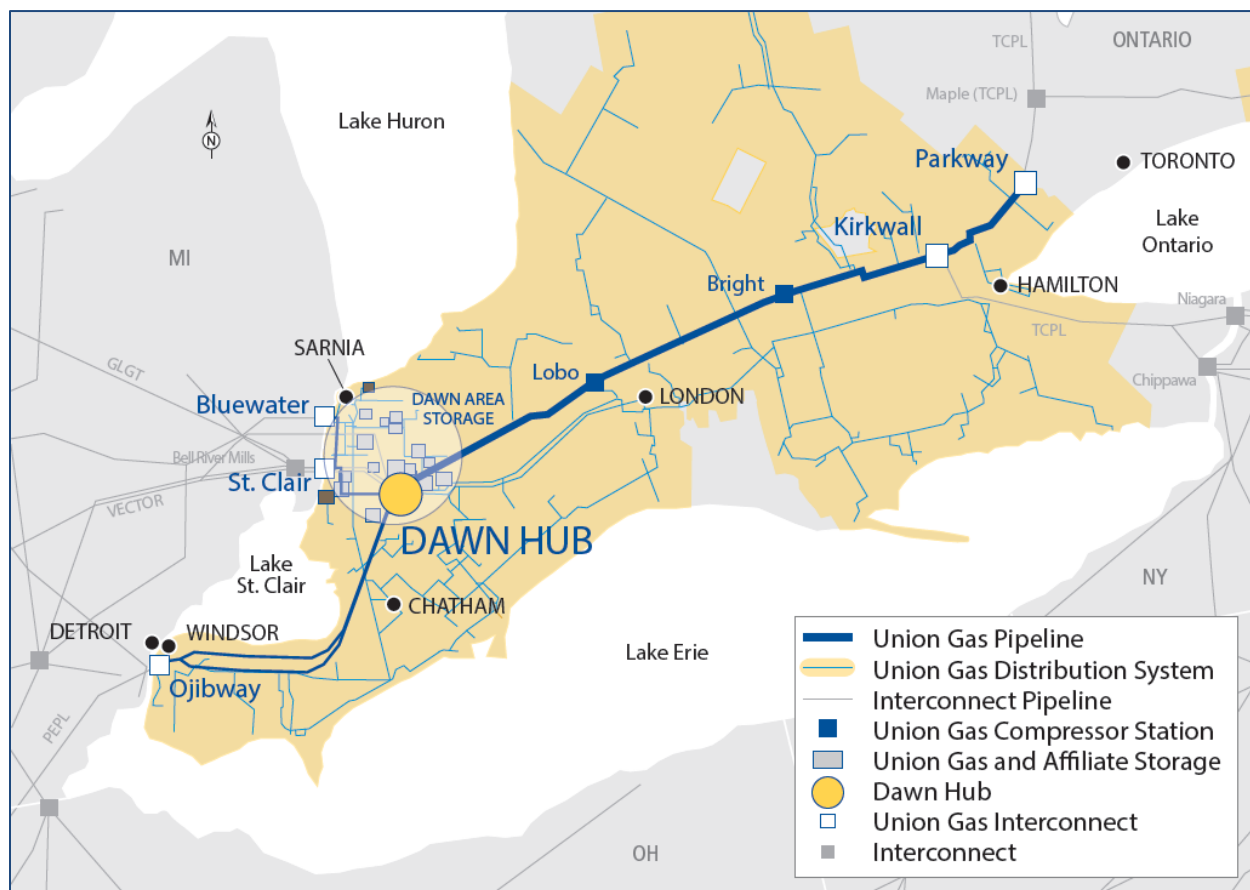 TCPL
ONTARIO
Maple (TCPL)
Lake Huron
N
Parkway
TORONTO
Lake
Ontario
Kirkwall
MI
Bright
HAMILTON
Niagara
TCPL
SARNIA
GLGT
Lobo
Chippawa
DAWN AREA
STORAGE
LONDON
Bluewater
Bell River Mills
St. Clair
VECTOR
DAWN HUB
Lake
St. Clair
NY
CHATHAM
DETROIT
WINDSOR
Lake Erie
Ojibway
PEPL
OH
Union Gas Pipeline
Union Gas Distribution System
Interconnect Pipeline
Union Gas Compressor Station
Union Gas and Affiliate Storage
Dawn Hub
Union Gas Interconnect
Interconnect